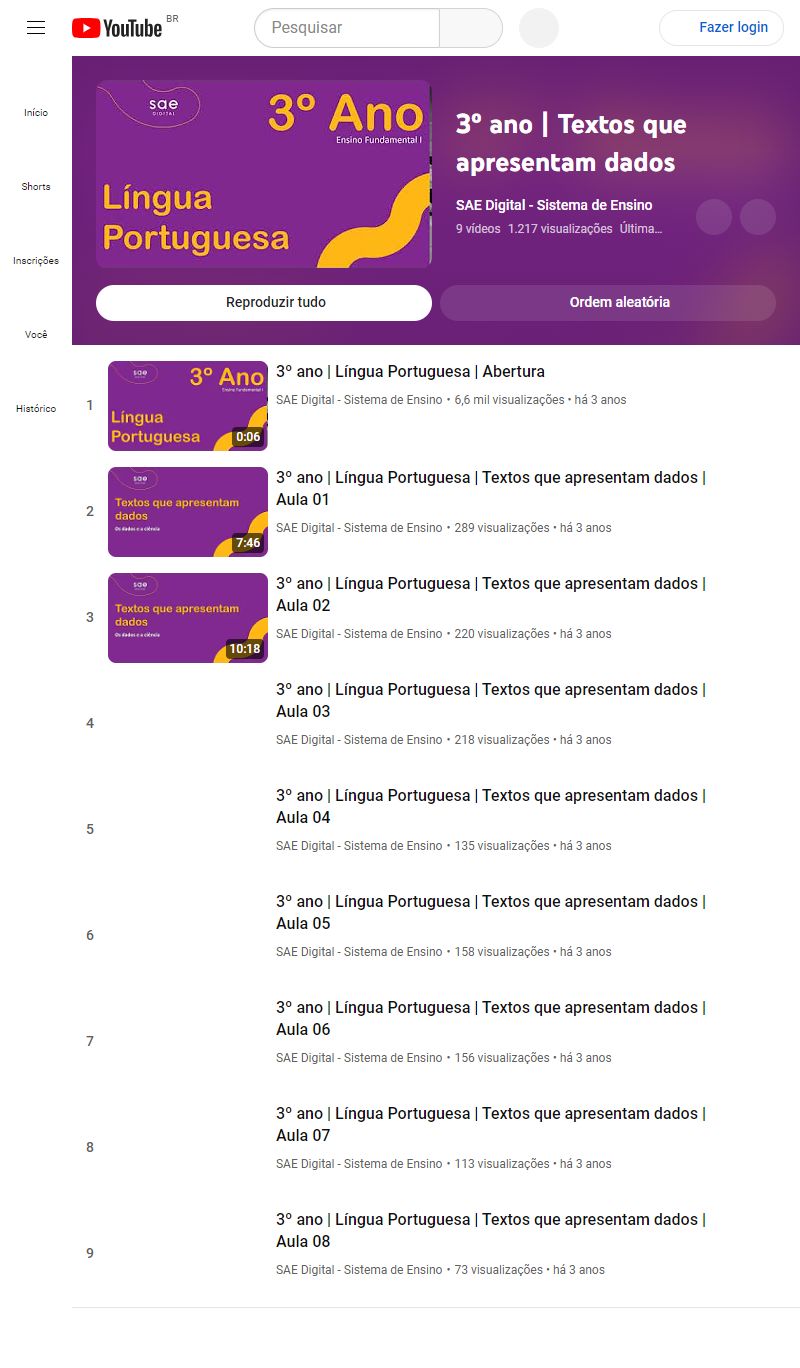 YouTube BR
Pesquisar
Fazer login
Início
Shorts
Inscrições
Você
Histórico
sae
DIGITAL
3º Ano
Ensino Fundamental I
Língua
Portuguesa
3º ano | Textos que
apresentam dados
SAE Digital - Sistema de Ensino
9 vídeos 1.217 visualizações Última...
Reproduzir tudo
Ordem aleatória
1
sae
3º Ano
Ensino Fundamental I
Língua
Portuguesa
0:06
3º ano | Língua Portuguesa | Abertura
SAE Digital - Sistema de Ensino • 6,6 mil visualizações • há 3 anos
2
sae
Textos que apresentam
dados
Os dados e a ciência
7:46
3º ano | Língua Portuguesa | Textos que apresentam dados |
Aula 01
SAE Digital - Sistema de Ensino • 289 visualizações • há 3 anos
3
sae
Textos que apresentam
dados
Os dados e a ciência
10:18
3º ano | Língua Portuguesa | Textos que apresentam dados |
Aula 02
SAE Digital - Sistema de Ensino • 220 visualizações • há 3 anos
4
3º ano | Língua Portuguesa | Textos que apresentam dados |
Aula 03
SAE Digital - Sistema de Ensino • 218 visualizações • há 3 anos
5
3º ano | Língua Portuguesa | Textos que apresentam dados |
Aula 04
SAE Digital - Sistema de Ensino • 135 visualizações • há 3 anos
6
3º ano | Língua Portuguesa | Textos que apresentam dados |
Aula 05
SAE Digital - Sistema de Ensino • 158 visualizações • há 3 anos
7
3º ano | Língua Portuguesa | Textos que apresentam dados |
Aula 06
SAE Digital - Sistema de Ensino • 156 visualizações • há 3 anos
8
3º ano | Língua Portuguesa | Textos que apresentam dados |
Aula 07
SAE Digital - Sistema de Ensino • 113 visualizações • há 3 anos
9
3º ano | Língua Portuguesa | Textos que apresentam dados |
Aula 08
SAE Digital - Sistema de Ensino • 73 visualizações • há 3 anos